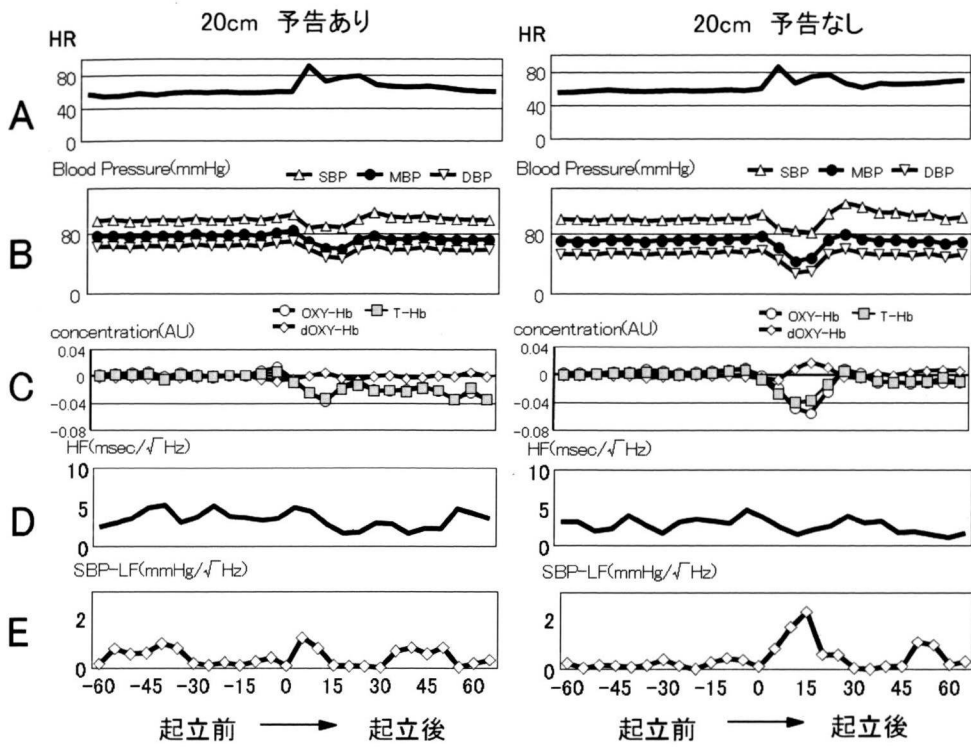 20cm 予告あり
HR
80
40
0
A
Blood Pressure(mmHg)
SBP MBP DBP
80
0
B
OXY-Hb T-Hb
dOXY-Hb
concentration(AU)
0.04
0
-0.04
-0.08
C
HF(msec/√Hz)
10
5
0
D
SBP-LF(mmHg/√Hz)
2
0
E
-60 -45 -30 -15 0 15 30 45 60
起立前 起立後
20cm 予告なし
HR
80
40
0
Blood Pressure(mmHg)
SBP MBP DBP
80
0
OXY-Hb T-Hb
dOXY-Hb
concentration(AU)
0.04
0
-0.04
-0.08
HF(msec/√Hz)
10
5
0
SBP-LF(mmHg/√Hz)
2
0
-60 -45 -30 -15 0 15 30 45 60
起立前 起立後